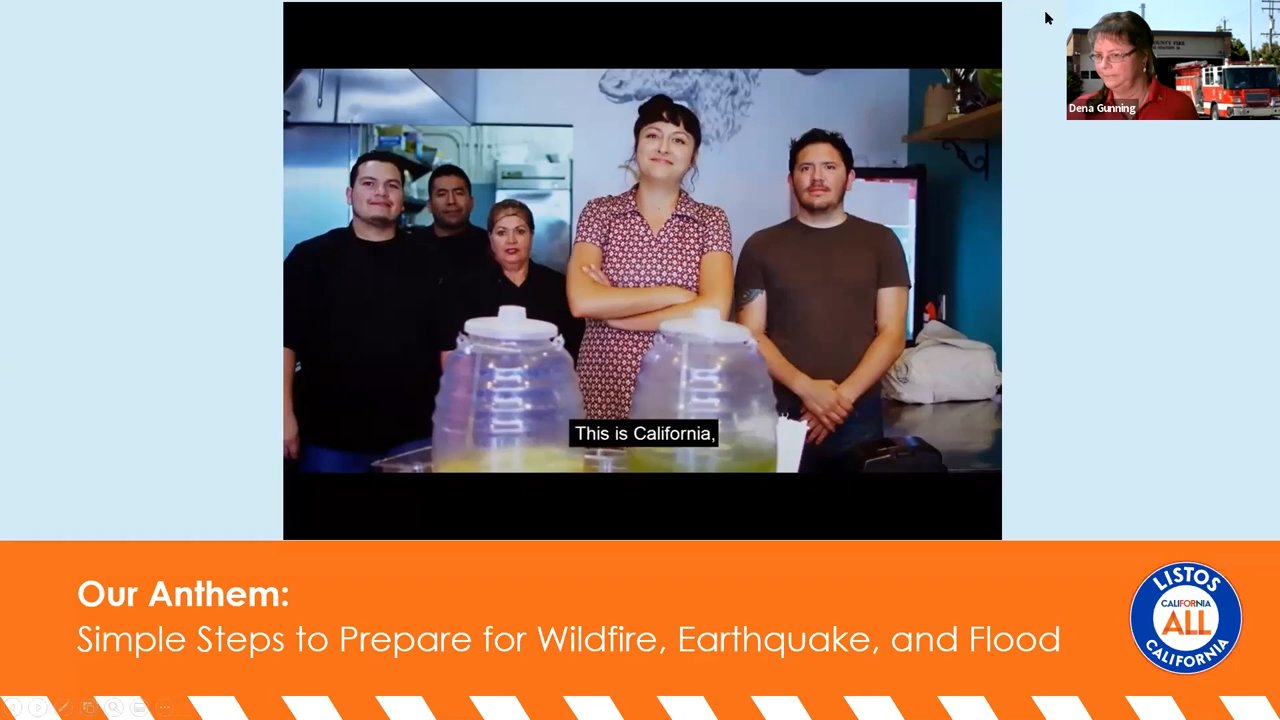 Dena Gunning
This is California,
Our Anthem:
Simple Steps to Prepare for Wildfire, Earthquake, and Flood
LISTOS
CALIFORNIA
ALL
CALIFORNIA